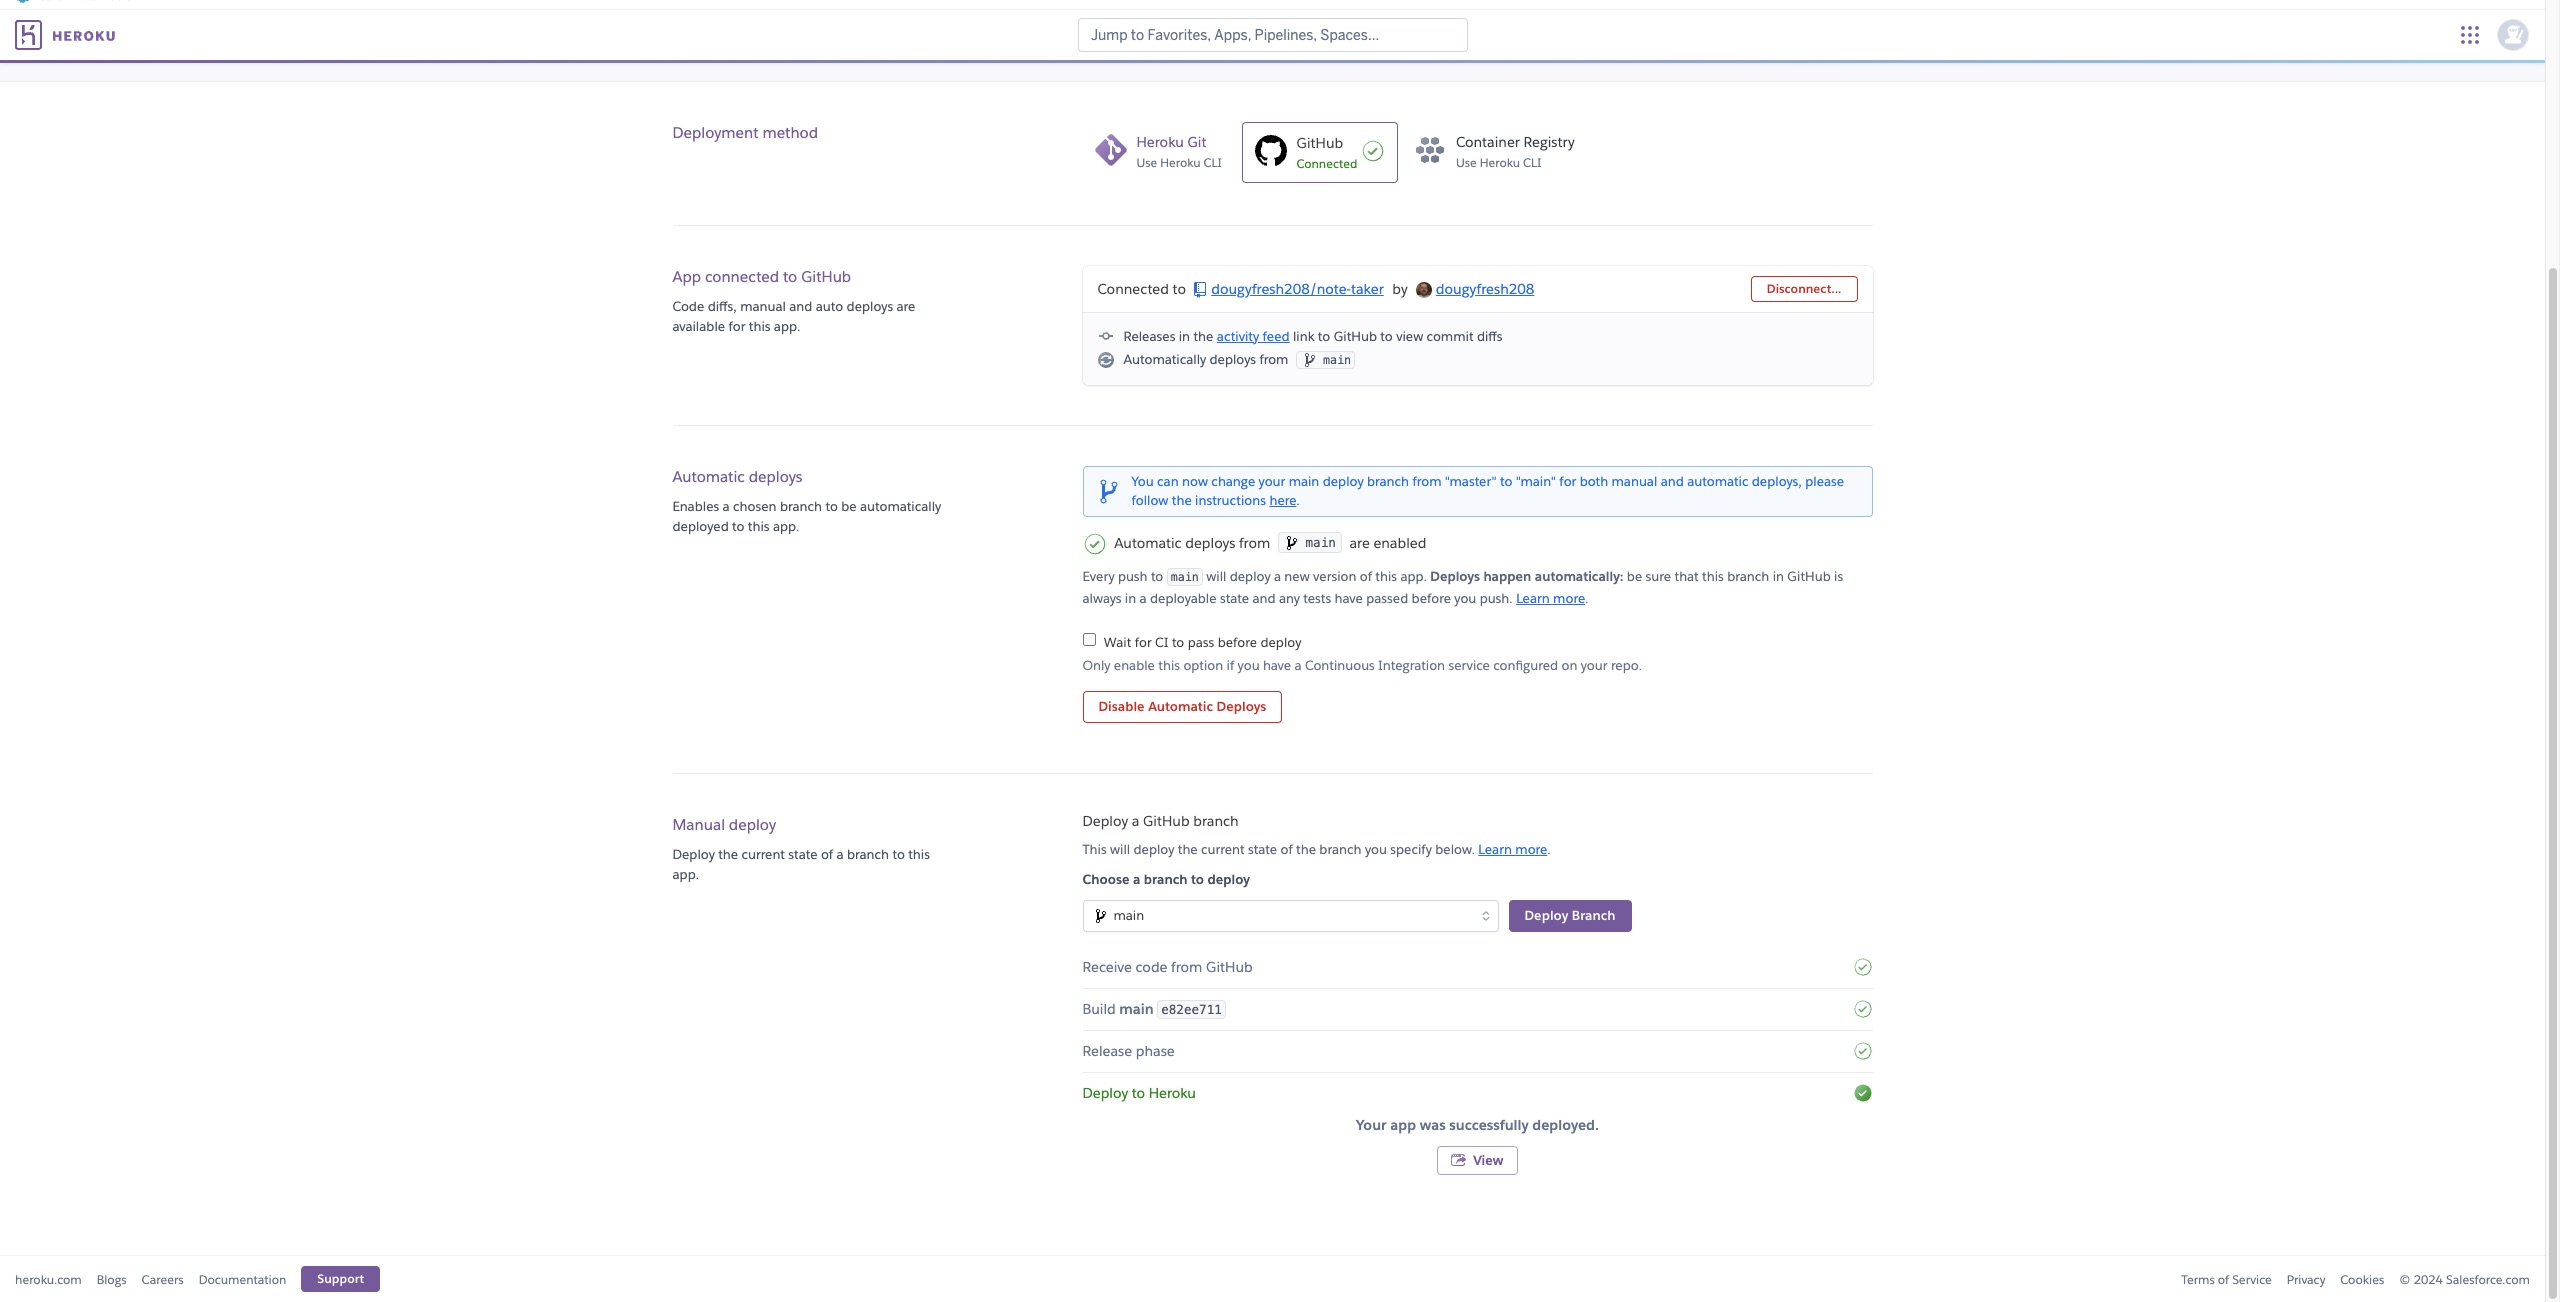 HEROKU
Jump to Favorites, Apps, Pipelines, Spaces...
Deployment method
Heroku Git
Use Heroku CLI
GitHub
Connected
Container Registry
Use Heroku CLI
App connected to GitHub
Code diffs, manual and auto deploys are
available for this app.
Connected to dougyfresh208/note-taker by dougyfresh208
Disconnect...
Releases in the activity feed link to GitHub to view commit diffs
Automatically deploys from main
Automatic deploys
Enables a chosen branch to be automatically
deployed to this app.
You can now change your main deploy branch from "master" to "main" for both manual and automatic deploys, please
follow the instructions here.
Automatic deploys from main are enabled
Every push to main will deploy a new version of this app. Deploys happen automatically: be sure that this branch in GitHub is
always in a deployable state and any tests have passed before you push. Learn more.
Wait for CI to pass before deploy
Only enable this option if you have a Continuous Integration service configured on your repo.
Disable Automatic Deploys
Manual deploy
Deploy the current state of a branch to this
app.
Deploy a GitHub branch
This will deploy the current state of the branch you specify below. Learn more.
Choose a branch to deploy
main
Deploy Branch
Receive code from GitHub
Build main e82ee711
Release phase
Deploy to Heroku
Your app was successfully deployed.
View
heroku.com Blogs Careers Documentation Support
Terms of Service Privacy Cookies © 2024 Salesforce.com